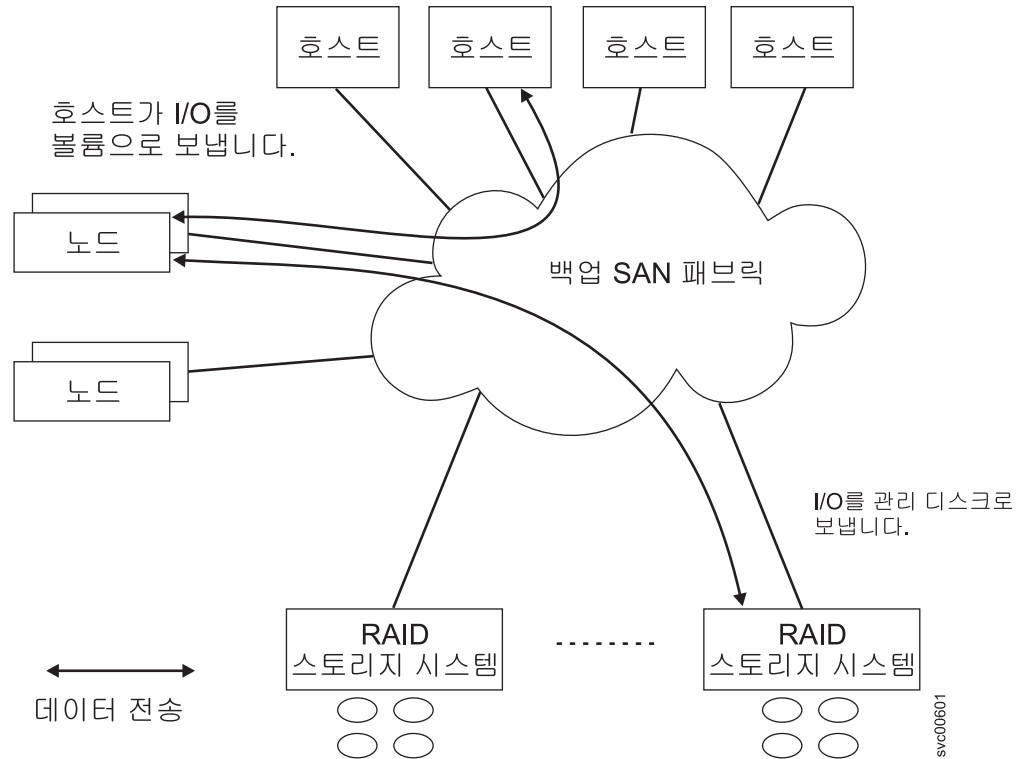 호스트
호스트
호스트
호스트
호스트가 I/O를
볼륨으로 보냅니다.
노드
백업 SAN 패브릭
노드
I/O를 관리 디스크로
보냅니다.
RAID
스토리지 시스템
RAID
스토리지 시스템
데이터 전송
svc00601